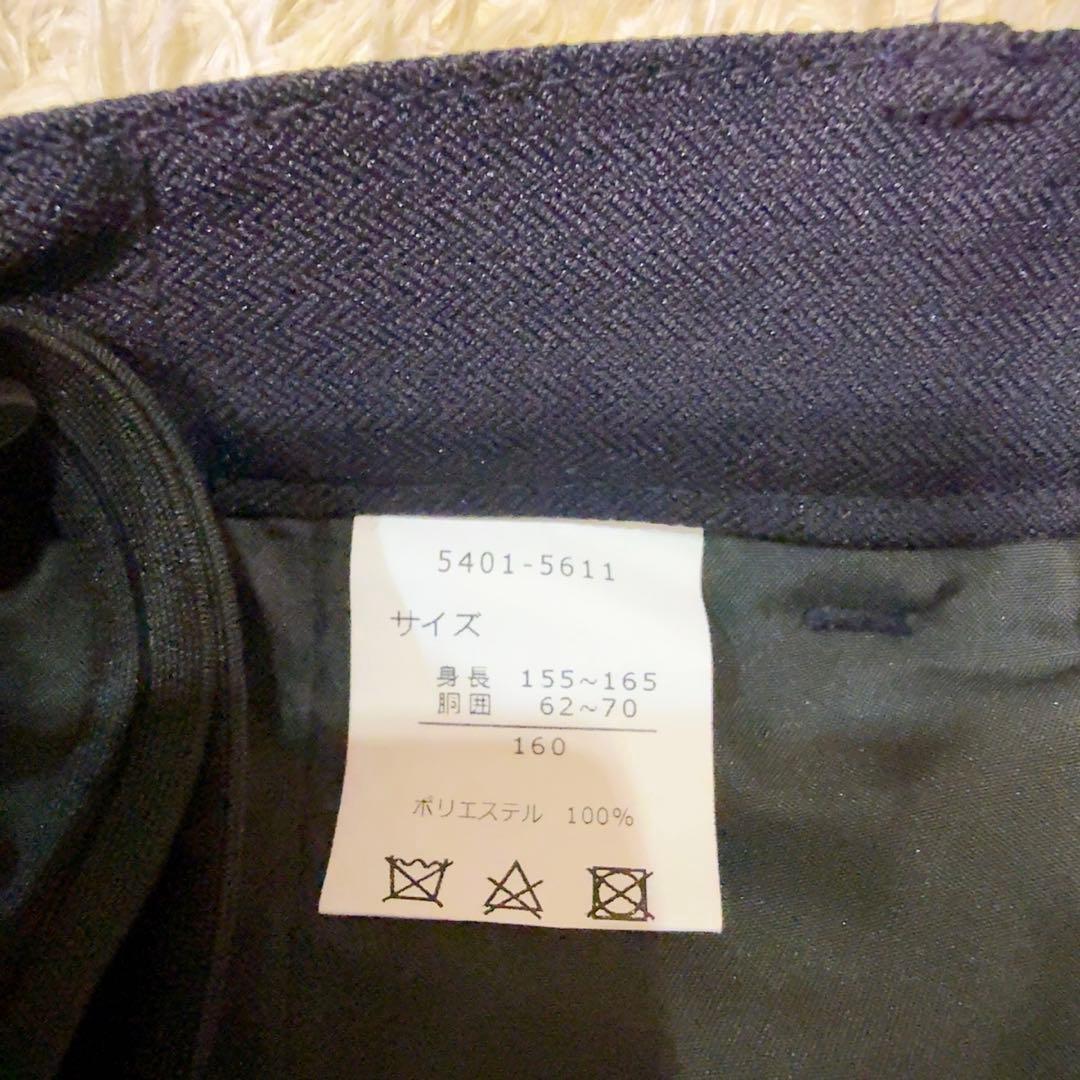 5401-5611
サイズ
身長 155~165
胴囲 62~70
160
ポリエステル 100%